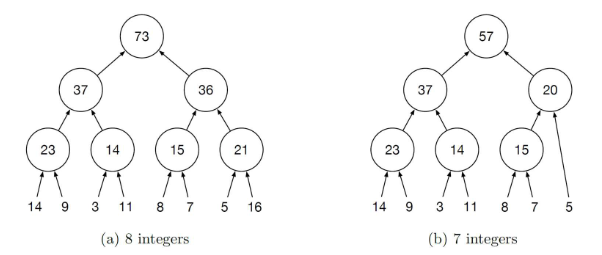 73 57
37 36 37 20
23 14 15 21 23 14 15
14 9 3 11 8 7 5 16 14 9 3 11 8 7 5
(a) 8 integers (b) 7 integers